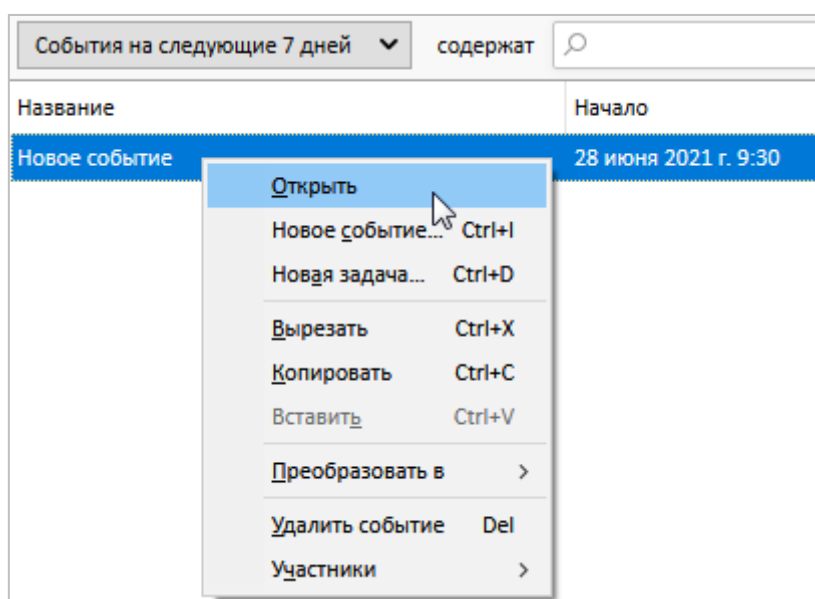 События на следующие 7 дней содержат
Название Начало
Новое событие 28 июня 2021 г. 9:30
Открыть
Новое событие... Ctrl+I
Новая задача... Ctrl+D
Вырезать Ctrl+X
Копировать Ctrl+C
Вставить Ctrl+V
Преобразовать в
Удалить событие Del
Участники